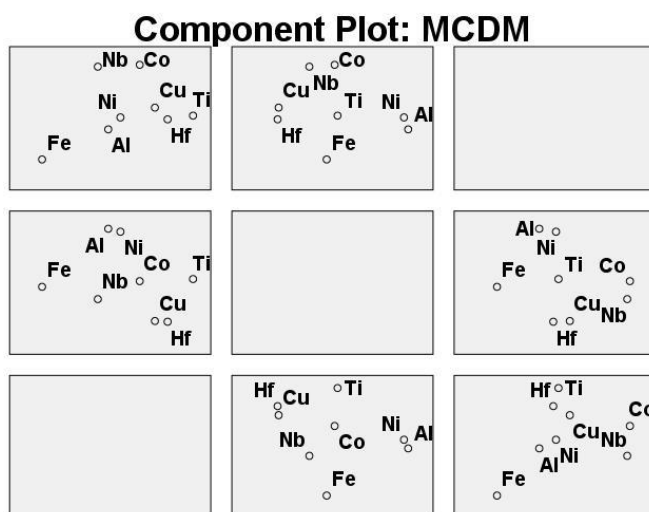 Component Plot: MCDM
Nb Co
Cu
Ni Ti
Fe Al Hf
Co
Cu Nb
Ti Ni Al
Hf Fe
Al Ni
Fe Nb Co Ti
Cu
Hf
Al
Ni
Fe Ti Co
Cu Nb
Hf
Hf Cu Ti
Ni Al
Nb Co
Fe
Hf Ti
Co
Cu Nb
Al Ni
Fe